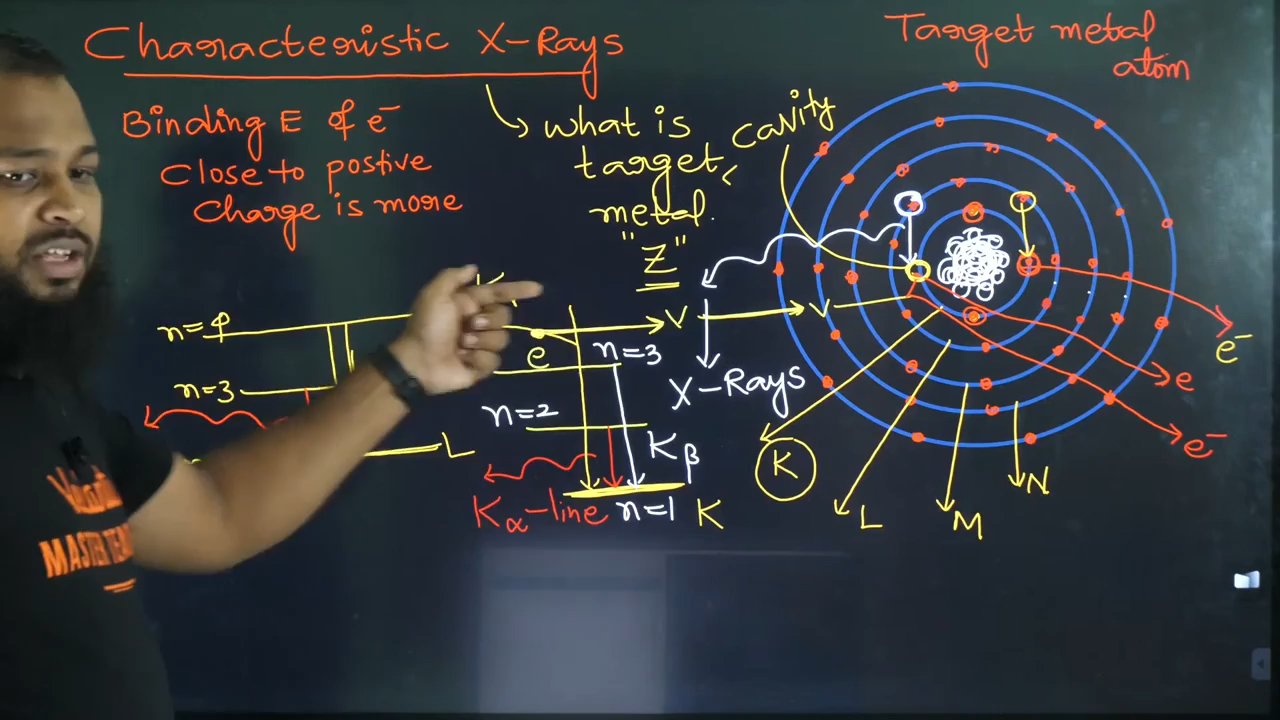 Characteristic X-Rays
Binding E of e⁻
Close to postive
Charge is more
what is
target
metal.
"Z"
Target metal
atom
Cavity
n=4
n=3
L
e
V
V
n=3
n=2
X-Rays
Kβ
Kα-line
n=1
K
K
L
M
N
e⁻
e
e⁻
MASTER